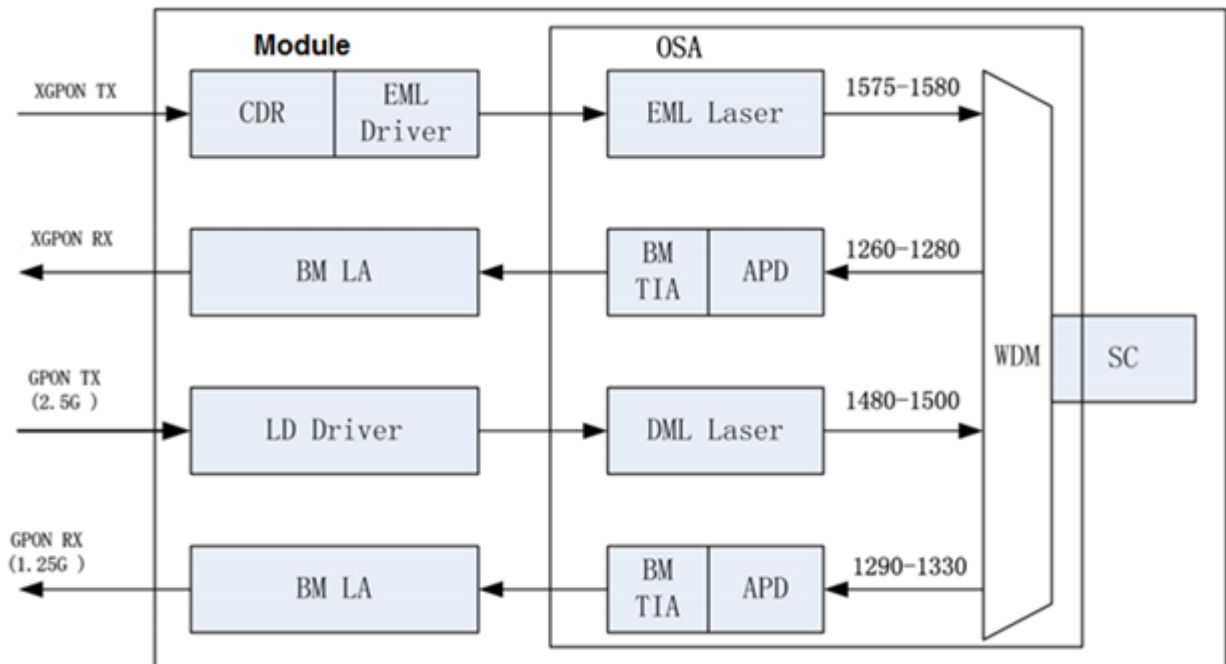 Module
OSA
XGPON TX
CDR
EML
Driver
EML Laser
1575-1580
XGPON RX
BM LA
BM
TIA
APD
1260-1280
WDM
SC
GPON TX
(2.5G )
LD Driver
DML Laser
1480-1500
GPON RX
(1.25G )
BM LA
BM
TIA
APD
1290-1330